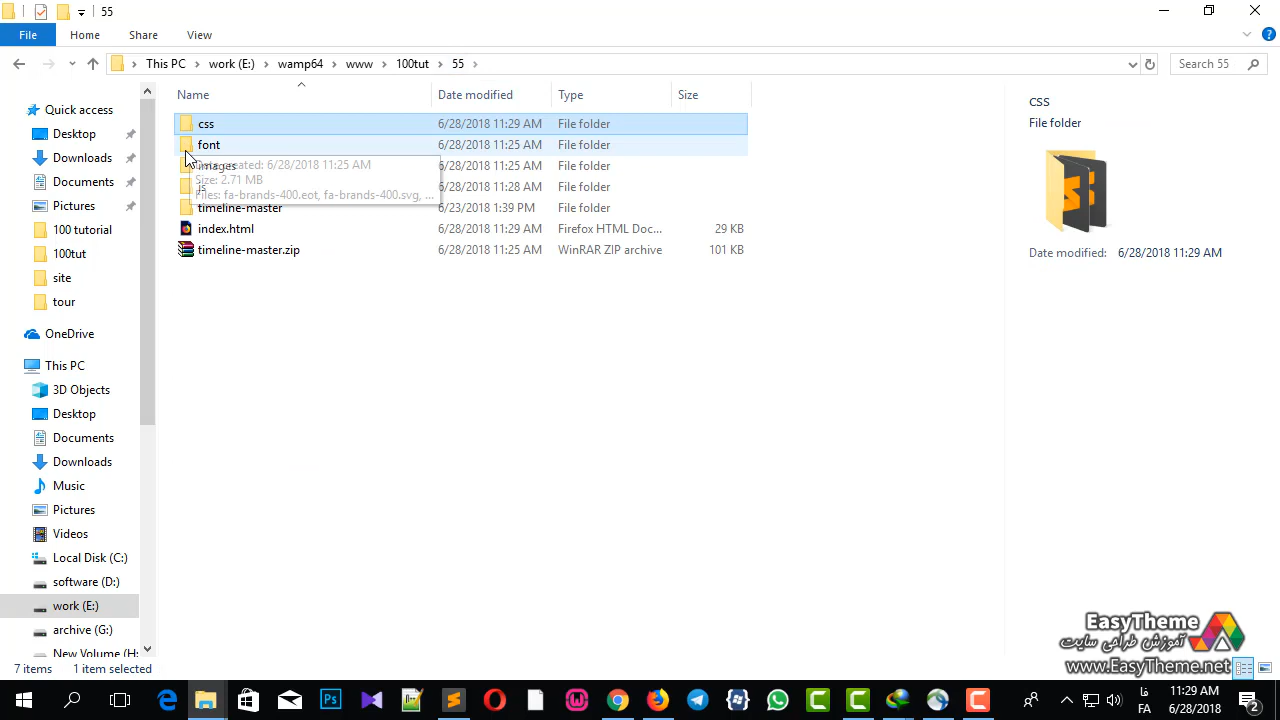 55
File
Home
Share
View
This PC
work (E:)
wamp64
www
100tut
55
Search 55
Name
Date modified
Type
Size
css
6/28/2018 11:29 AM
File folder
font
6/28/2018 11:25 AM
File folder
images
6/28/2018 11:25 AM
File folder
js
6/28/2018 11:28 AM
File folder
timeline-master
6/23/2018 1:39 PM
File folder
index.html
6/28/2018 11:29 AM
Firefox HTML Doc...
29 KB
timeline-master.zip
6/28/2018 11:25 AM
WinRAR ZIP archive
101 KB
Date created: 6/28/2018 11:25 AM
Size: 2.71 MB
Files: fa-brands-400.eot, fa-brands-400.svg, ...
Quick access
Desktop
Downloads
Documents
Pictures
100 tutorial
100tut
site
tour
OneDrive
This PC
3D Objects
Desktop
Documents
Downloads
Music
Pictures
Videos
Local Disk (C:)
software (D:)
work (E:)
archive (G:)
New Volume (H:
css
File folder
Date modified:
6/28/2018 11:29 AM
EasyTheme
آموزش طراحی سایت
www.EasyTheme.net
7 items
1 item selected
فا
FA
11:29 AM
6/28/2018
2